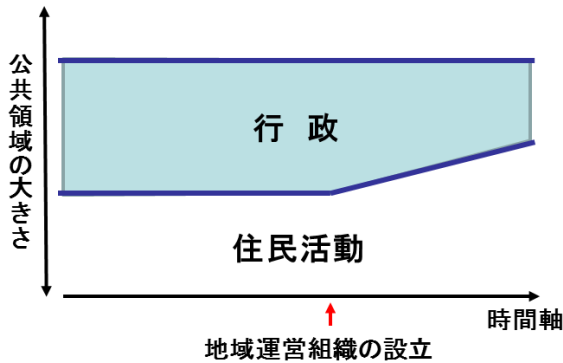 公共領域の大きさ
行 政
住民活動
時間軸
地域運営組織の設立